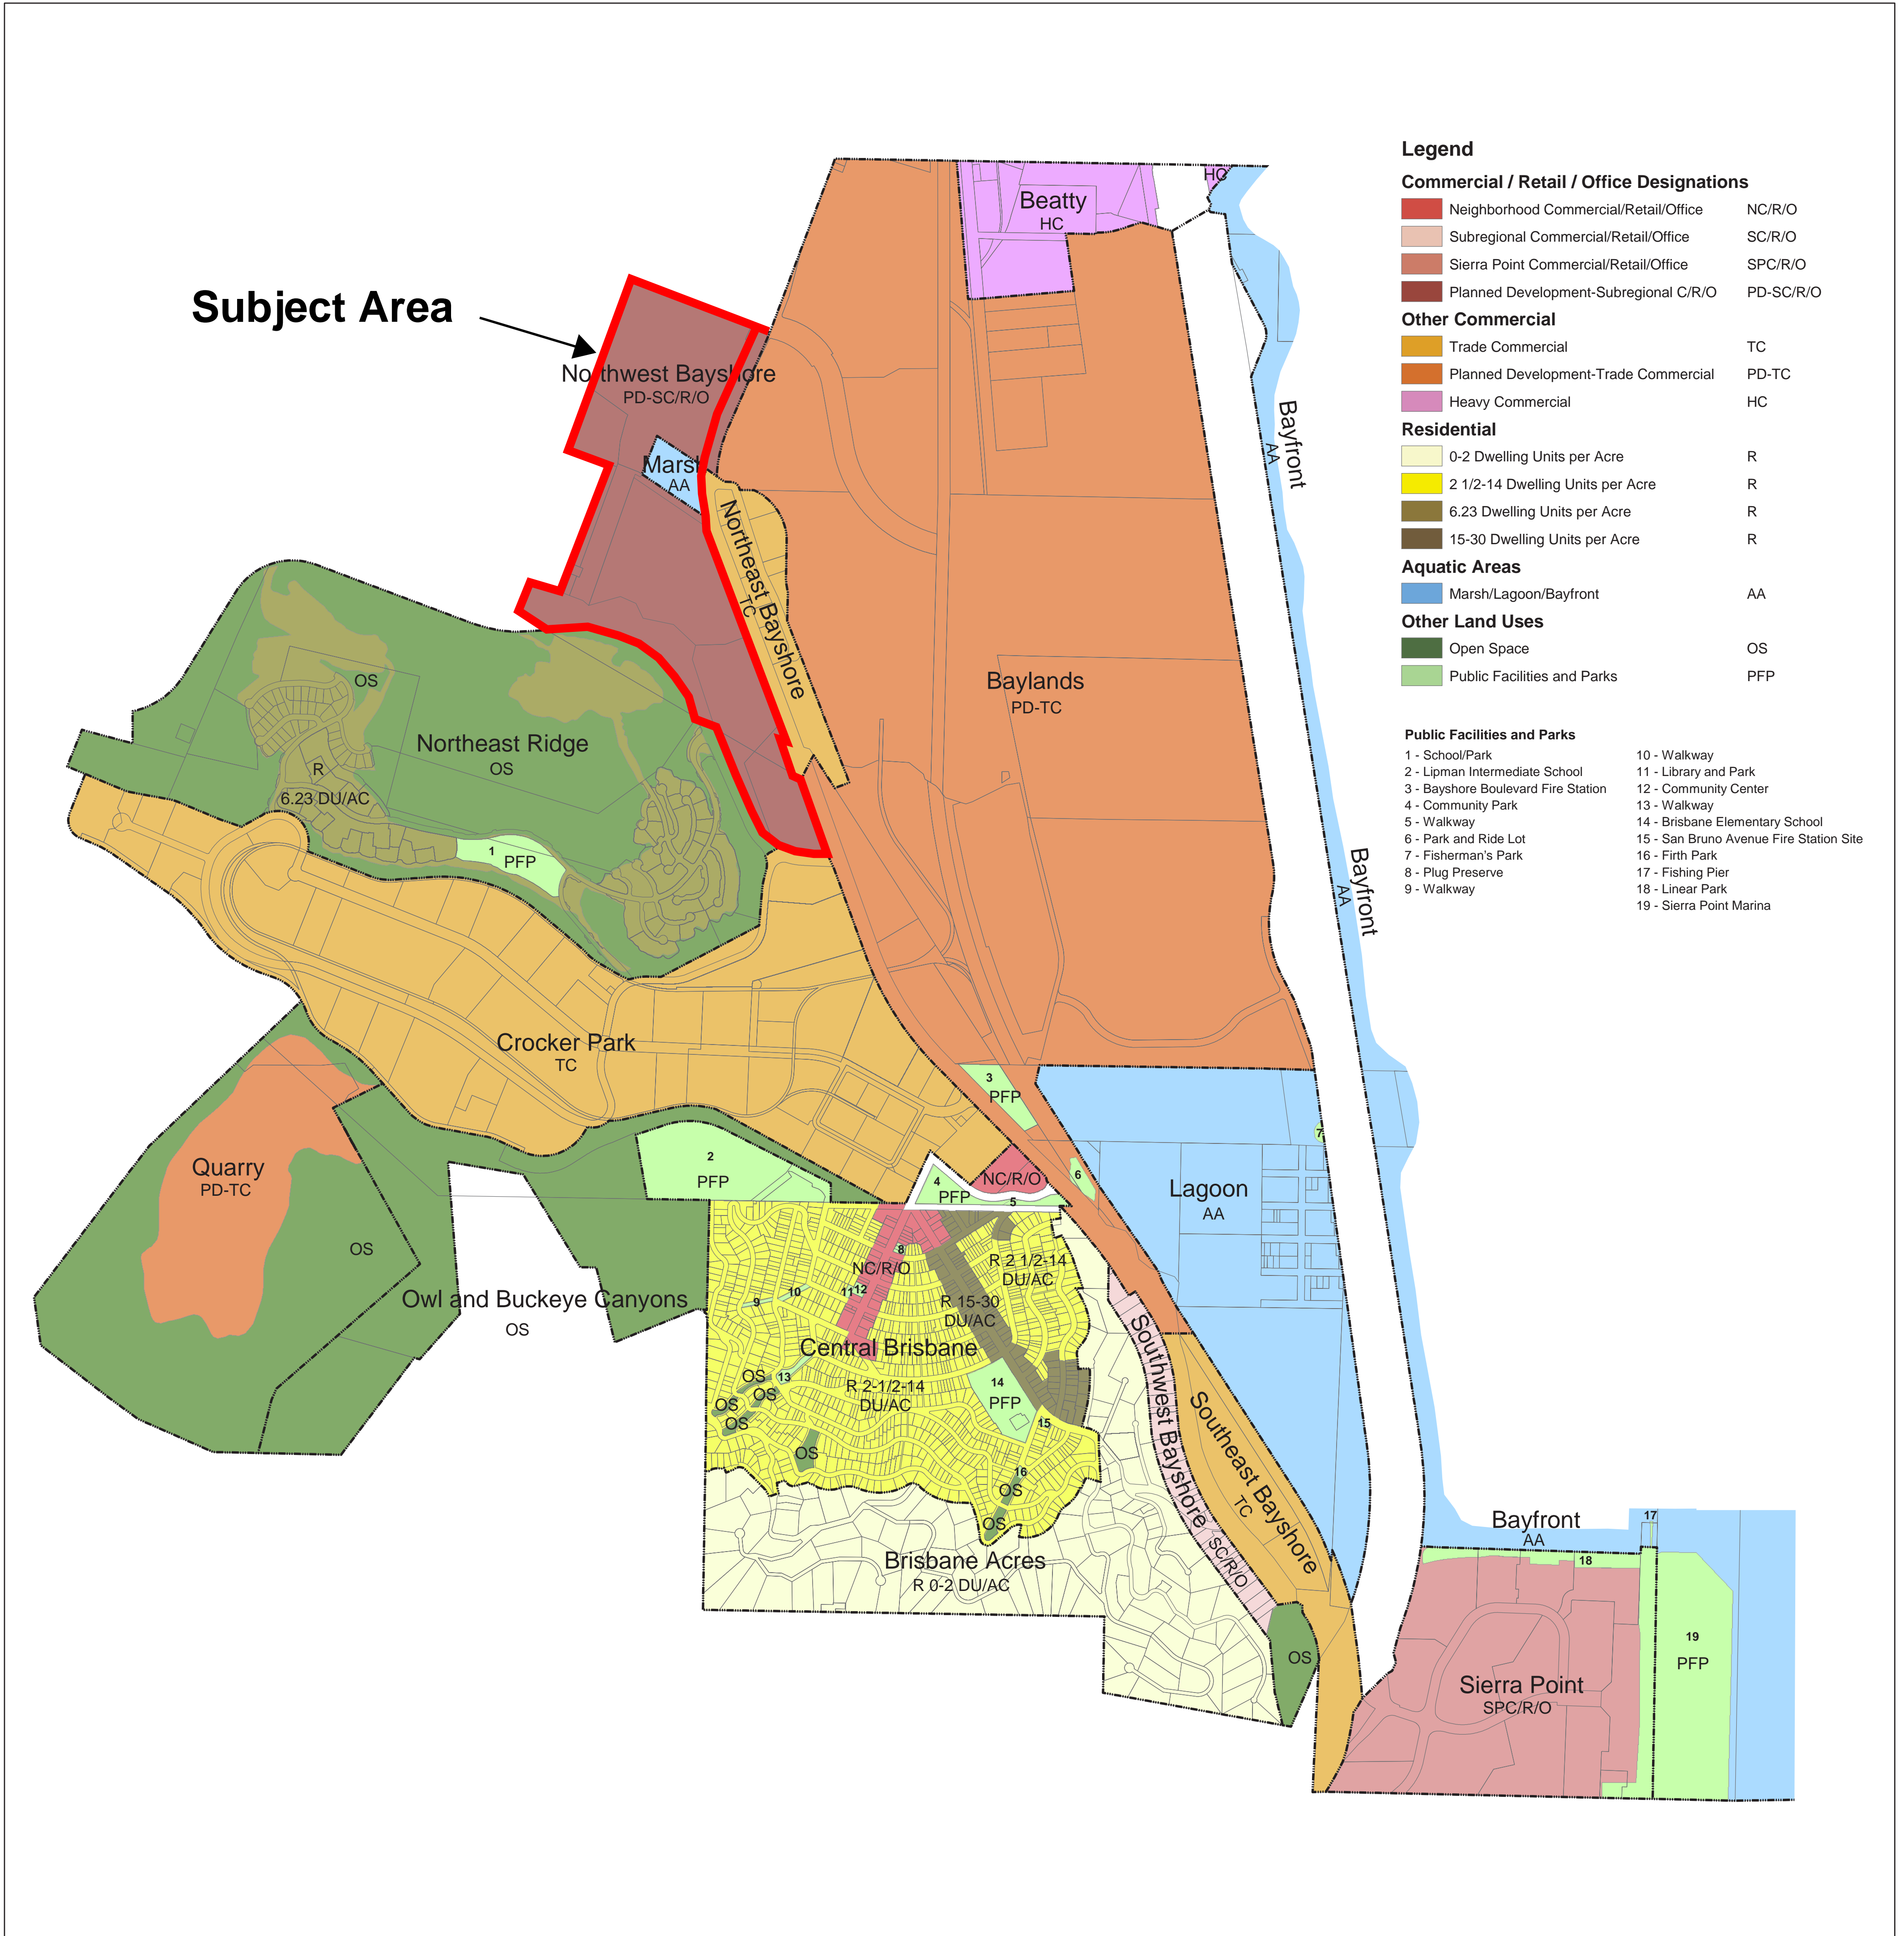 Subject Area
Northwest Bayshore
PD-SC/R/O
Marsh
AA
Northeast Bayshore
TC
Beatty
HC
HC
Bayfront
AA
Bayfront
AA
Baylands
PD-TC
OS
Northeast Ridge
OS
R
6.23 DU/AC
1
PFP
Crocker Park
TC
Quarry
PD-TC
OS
Owl and Buckeye Canyons
OS
2
PFP
3
PFP
4
PFP
NC/R/O
5
6
7
Lagoon
AA
8
NC/R/O
R 2 1/2-14
DU/AC
9
10
11
12
R 15-30
DU/AC
Central Brisbane
R 2-1/2-14
DU/AC
13
OS
OS
OS
OS
OS
14
PFP
15
16
OS
OS
Brisbane Acres
R 0-2 DU/AC
Southwest Bayshore
SC/R/O
Southeast Bayshore
TC
OS
Bayfront
AA
17
18
19
PFP
Sierra Point
SPC/R/O
Legend
Commercial / Retail / Office Designations
Neighborhood Commercial/Retail/Office NC/R/O
Subregional Commercial/Retail/Office SC/R/O
Sierra Point Commercial/Retail/Office SPC/R/O
Planned Development-Subregional C/R/O PD-SC/R/O
Other Commercial
Trade Commercial TC
Planned Development-Trade Commercial PD-TC
Heavy Commercial HC
Residential
0-2 Dwelling Units per Acre R
2 1/2-14 Dwelling Units per Acre R
6.23 Dwelling Units per Acre R
15-30 Dwelling Units per Acre R
Aquatic Areas
Marsh/Lagoon/Bayfront AA
Other Land Uses
Open Space OS
Public Facilities and Parks PFP
Public Facilities and Parks
1 - School/Park
2 - Lipman Intermediate School
3 - Bayshore Boulevard Fire Station
4 - Community Park
5 - Walkway
6 - Park and Ride Lot
7 - Fisherman's Park
8 - Plug Preserve
9 - Walkway
10 - Walkway
11 - Library and Park
12 - Community Center
13 - Walkway
14 - Brisbane Elementary School
15 - San Bruno Avenue Fire Station Site
16 - Firth Park
17 - Fishing Pier
18 - Linear Park
19 - Sierra Point Marina